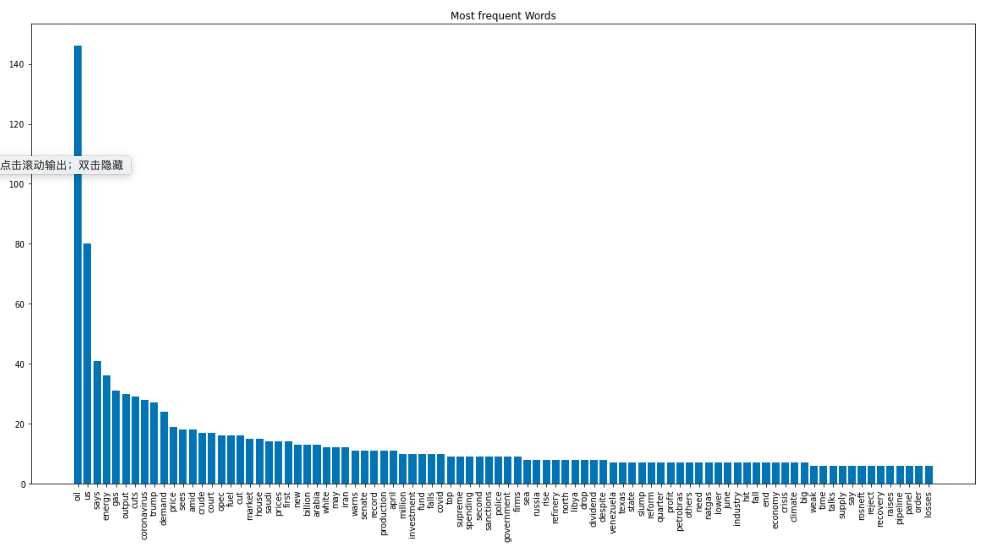 Most frequent Words
140
120
点击滚动输出；双击隐藏
100
80
60
40
20
0
oil
us
says
energy
gas
output
cuts
coronavirus
trump
demand
price
sees
amid
crude
court
opec
fuel
cut
market
house
saudi
prices
first
new
billion
arabia
white
may
iran
warns
senate
record
production
april
million
investment
fund
falls
covid
top
supreme
spending
second
sanctions
police
government
firms
sea
russia
rise
refinery
north
libya
drop
dividend
despite
venezuela
texas
state
slump
reform
quarter
profit
petrobras
others
need
natgas
lower
june
industry
hit
fall
end
economy
crisis
climate
big
weak
time
talks
supply
say
rosneft
reject
recovery
raises
pipeline
panel
order
losses